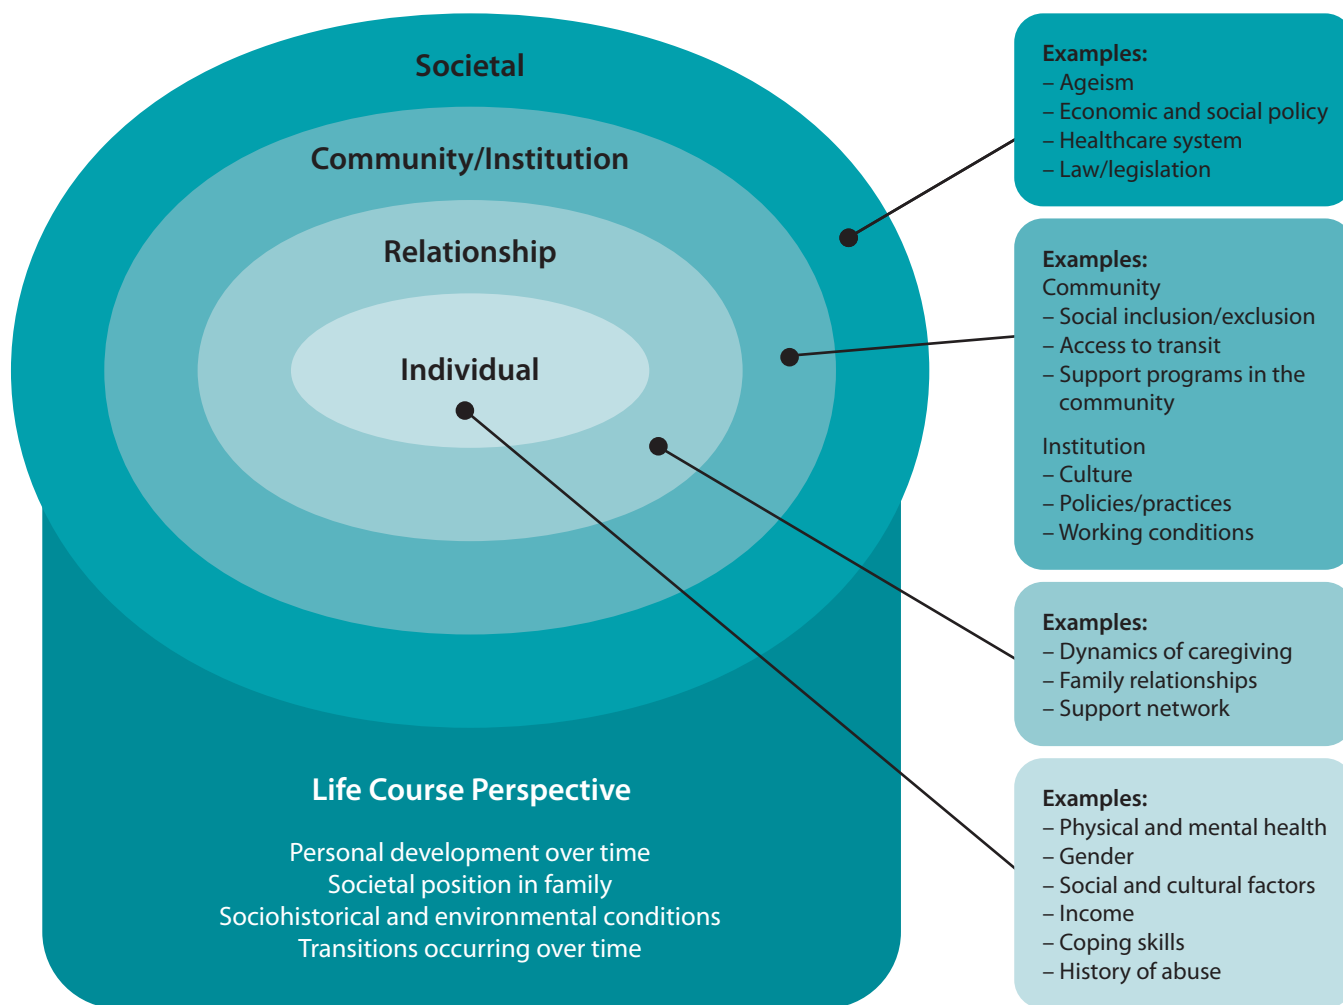 Societal
Community/Institution
Relationship
Individual
Life Course Perspective
Personal development over time
Societal position in family
Sociohistorical and environmental conditions
Transitions occurring over time
Examples:
– Ageism
– Economic and social policy
– Healthcare system
– Law/legislation
Examples:
Community
– Social inclusion/exclusion
– Access to transit
– Support programs in the
community
Institution
– Culture
– Policies/practices
– Working conditions
Examples:
– Dynamics of caregiving
– Family relationships
– Support network
Examples:
– Physical and mental health
– Gender
– Social and cultural factors
– Income
– Coping skills
– History of abuse